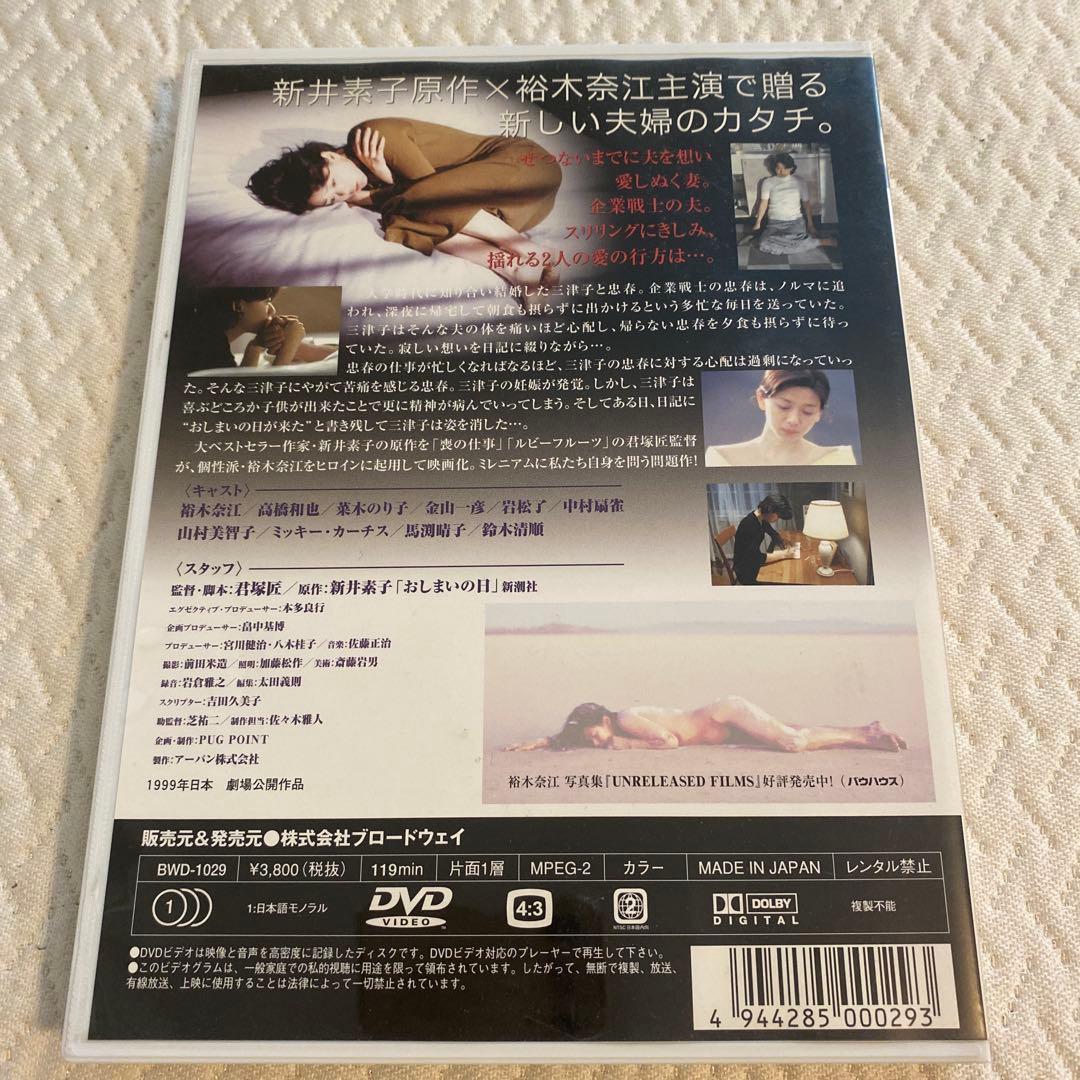 新井素子原作×裕木奈江主演で贈る
新しい夫婦のカタチ。
せつないまでに夫を想い
愛しぬく妻。
企業戦士の夫。
スリリングにきしみ、
揺れる2人の愛の行方は…。
大学時代に知り合い結婚した三津子と忠春。企業戦士の忠春は、ノルマに追
われ、深夜に帰宅して朝食も摂らずに出かけるという多忙な毎日を送っていた。
三津子はそんな夫の体を痛いほど心配し、帰らない忠春を夕食も摂らずに待っ
ていた。寂しい想いを日記に綴りながら…。
忠春の仕事が忙しくなればなるほど、三津子の忠春に対する心配は過剰になっていっ
た。そんな三津子にやがて苦痛を感じる忠春。三津子の妊娠が発覚。しかし、三津子は
喜ぶどころか子供が出来たことで更に精神が病んでいってしまう。そしてある日、日記に
“おしまいの日が来た”と書き残して三津子は姿を消した…。
大ベストセラー作家・新井素子の原作を「喪の仕事」「ルビーフルーツ」の君塚匠監督
が、個性派・裕木奈江をヒロインに起用して映画化。ミレニアムに私たち自身を問う問題作!
〈キャスト〉
裕木奈江／高橋和也／菜木のり子／金山一彦／岩松了／中村扇雀
山村美智子／ミッキー・カーチス／馬渕晴子／鈴木清順
〈スタッフ〉
監督・脚本:君塚匠／原作:新井素子「おしまいの日」新潮社
エグゼクティブ・プロデューサー:本多良行
企画プロデューサー:畠中基博
プロデューサー:宮川健治・八木桂子／音楽:佐藤正治
撮影:前田米造／照明:加藤松作／美術:斎藤岩男
録音:岩倉雅之／編集:太田義則
スクリプター:吉田久美子
助監督:芝祐二／制作担当:佐々木雅人
企画・制作:PUG POINT
製作:アーバン株式会社
1999年日本 劇場公開作品
裕木奈江 写真集『UNRELEASED FILMS』好評発売中!(バウハウス)
販売元&発売元●株式会社ブロードウェイ
BWD-1029 ¥3,800(税抜) 119min 片面1層 MPEG-2 カラー MADE IN JAPAN レンタル禁止
1 1:日本語モノラル DVD VIDEO 4:3 2 NTSC 日本国内向 DOLBY DIGITAL 複製不能
●DVDビデオは映像と音声を高密度に記録したディスクです。DVDビデオ対応のプレーヤーで再生して下さい。
●このビデオグラムは、一般家庭での私的視聴に用途を限って領布されています。したがって、無断で複製、放送、
有線放送、上映に使用することは法律によって一切禁止されています。
4 944285 000293